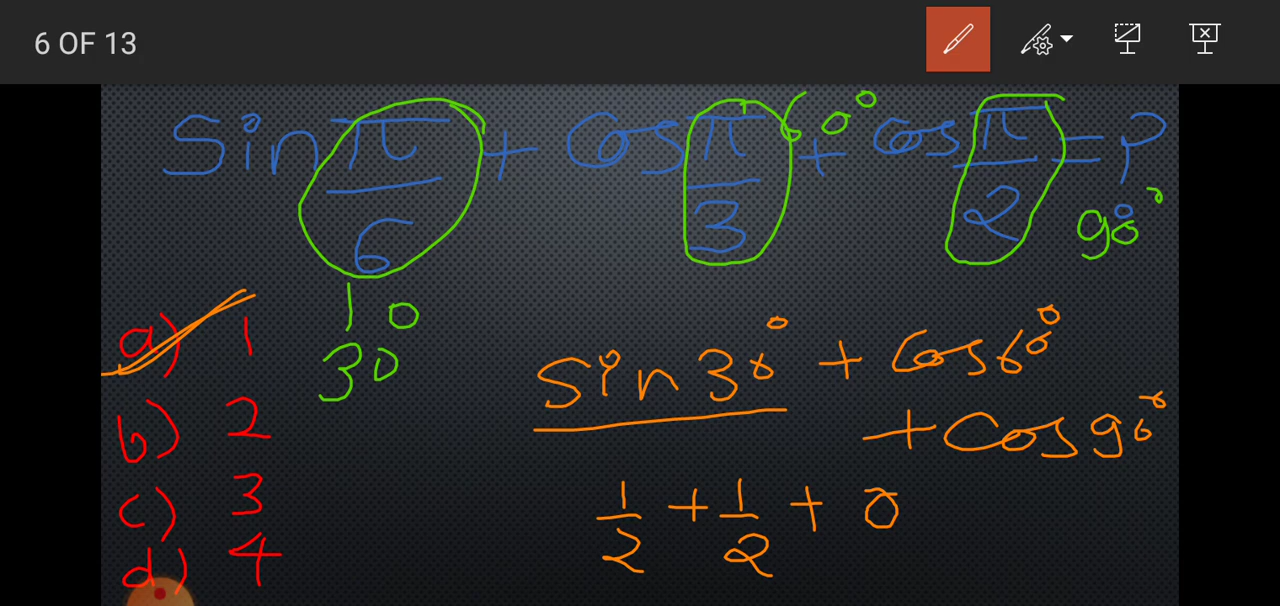 6 OF 13
Sin π/6 + Cos π/3 + Cos π/2 = ?
60°
90°
30
a) 1
b) 2
c) 3
d) 4
Sin 30° + Cos 60°
+ Cos 90°
1/2 + 1/2 + 0